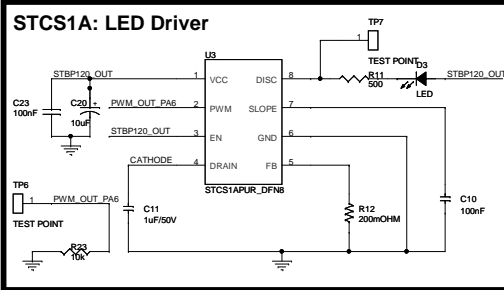 STCS1A: LED Driver
TP7
1
TEST POINT
U3
D3
STBP120_OUT
1
VCC
DISC
8
R11
500
LED
STBP120_OUT
C23
100nF
C20
10uF
+
PWM_OUT_PA6
2
PWM
SLOPE
7
STBP120_OUT
3
EN
GND
6
CATHODE
4
DRAIN
FB
5
STCS1APUR_DFN8
TP6
1
PWM_OUT_PA6
TEST POINT
C11
1uF/50V
R12
200mOHM
C10
100nF
R23
10k